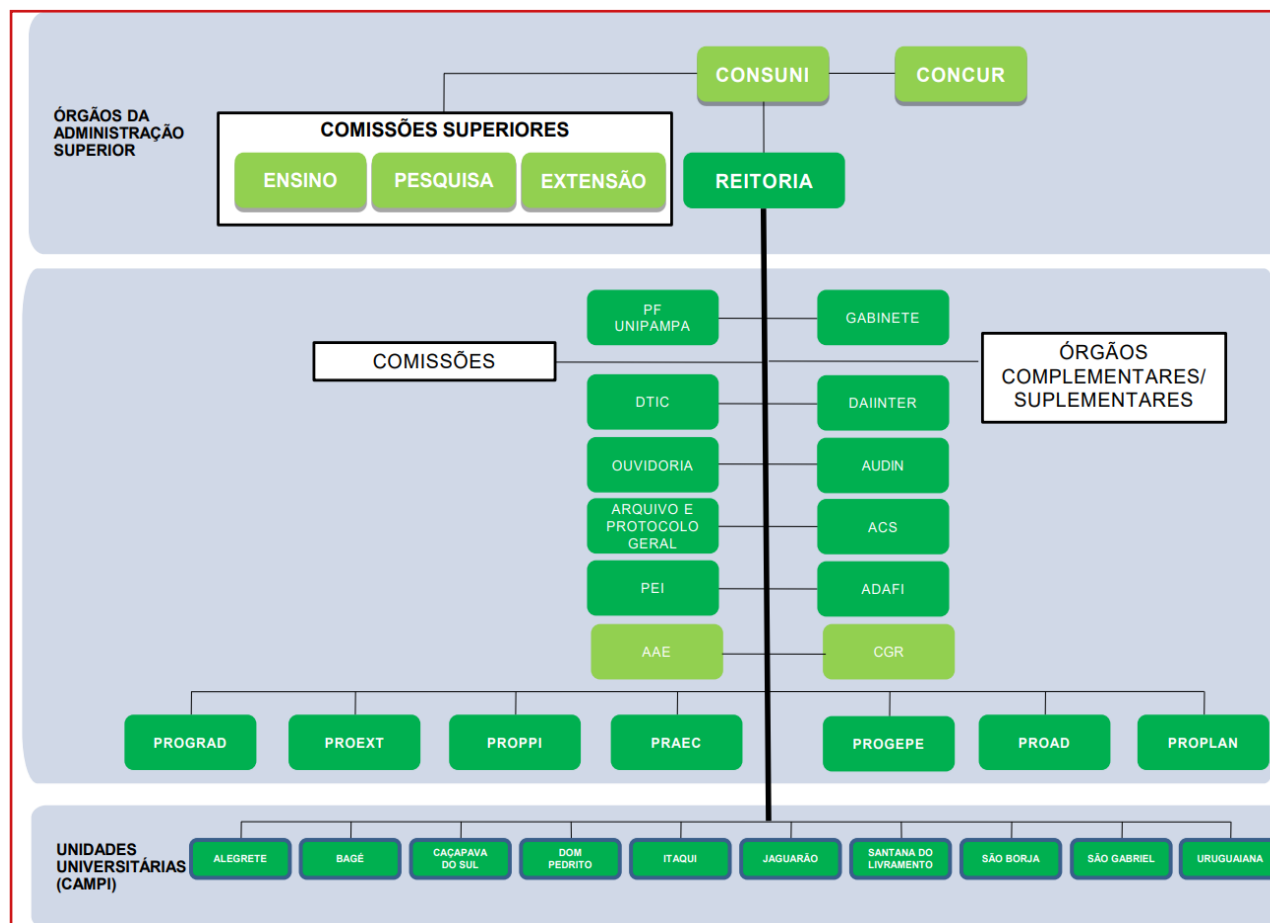 CONSUNI
CONCUR
ÓRGÃOS DA
ADMINISTRAÇÃO
SUPERIOR
COMISSÕES SUPERIORES
ENSINO
PESQUISA
EXTENSÃO
REITORIA
PF
UNIPAMPA
GABINETE
COMISSÕES
ÓRGÃOS
COMPLEMENTARES/
SUPLEMENTARES
DTIC
DAIINTER
OUVIDORIA
AUDIN
ARQUIVO E
PROTOCOLO
GERAL
ACS
PEI
ADAFI
AAE
CGR
PROGRAD
PROEXT
PROPPI
PRAEC
PROGEPE
PROAD
PROPLAN
UNIDADES
UNIVERSITÁRIAS
(CAMPI)
ALEGRETE
BAGÉ
CAÇAPAVA
DO SUL
DOM
PEDRITO
ITAQUI
JAGUARÃO
SANTANA DO
LIVRAMENTO
SÃO BORJA
SÃO GABRIEL
URUGUAIANA